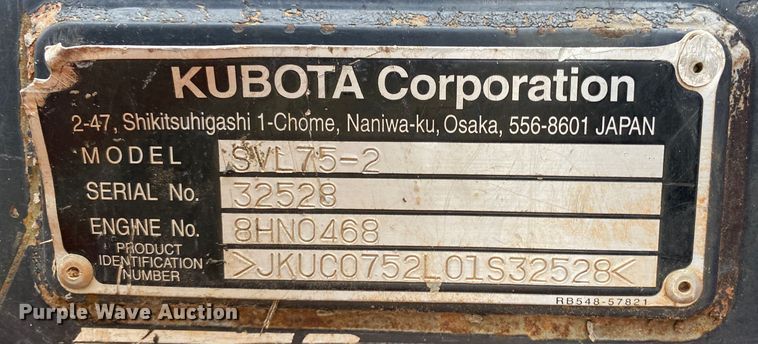 KUBOTA Corporation
2-47, Shikitsuhigashi 1-Chome, Naniwa-ku, Osaka, 556-8601 JAPAN
MODEL SVL75-2
SERIAL No. 32528
ENGINE No. 8HN0468
PRODUCT
IDENTIFICATION
NUMBER >JKUC0752L01S32528<
RB548-57821
Purple Wave Auction